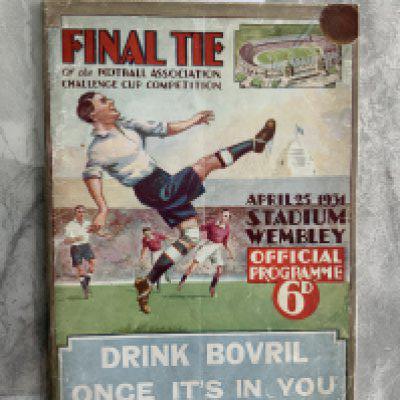 FINAL TIE
OF the FOOTBALL ASSOCIATION
CHALLENGE CUP COMPETITION
APRIL 25. 1931
STADIUM
WEMBLEY
OFFICIAL
PROGRAMME
6D
DRINK BOVRIL
ONCE IT'S IN YOU